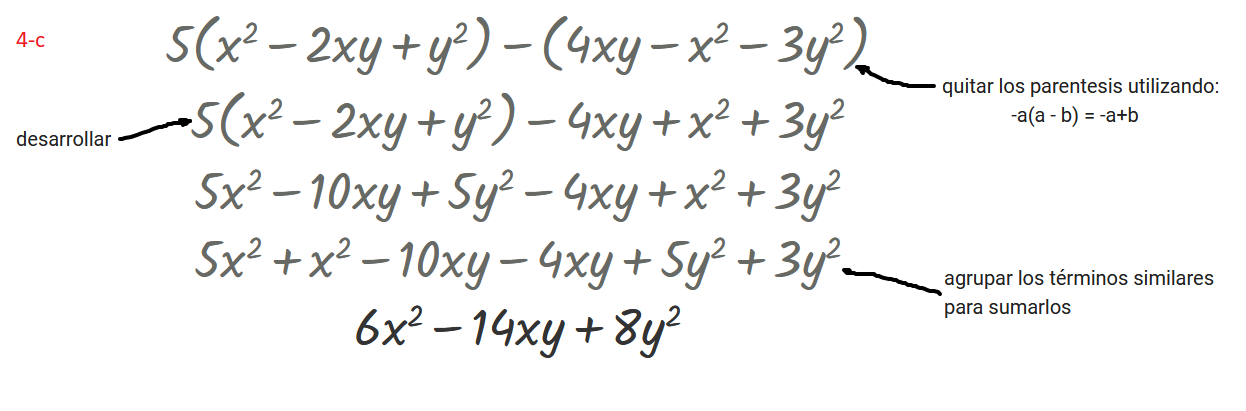 4-c
5(x² − 2xy + y²) − (4xy − x² − 3y²)
quitar los parentesis utilizando:
-a(a - b) = -a+b
5(x² − 2xy + y²) − 4xy + x² + 3y²
desarrollar
5x² − 10xy + 5y² − 4xy + x² + 3y²
5x² + x² − 10xy − 4xy + 5y² + 3y²
agrupar los términos similares
para sumarlos
6x² − 14xy + 8y²